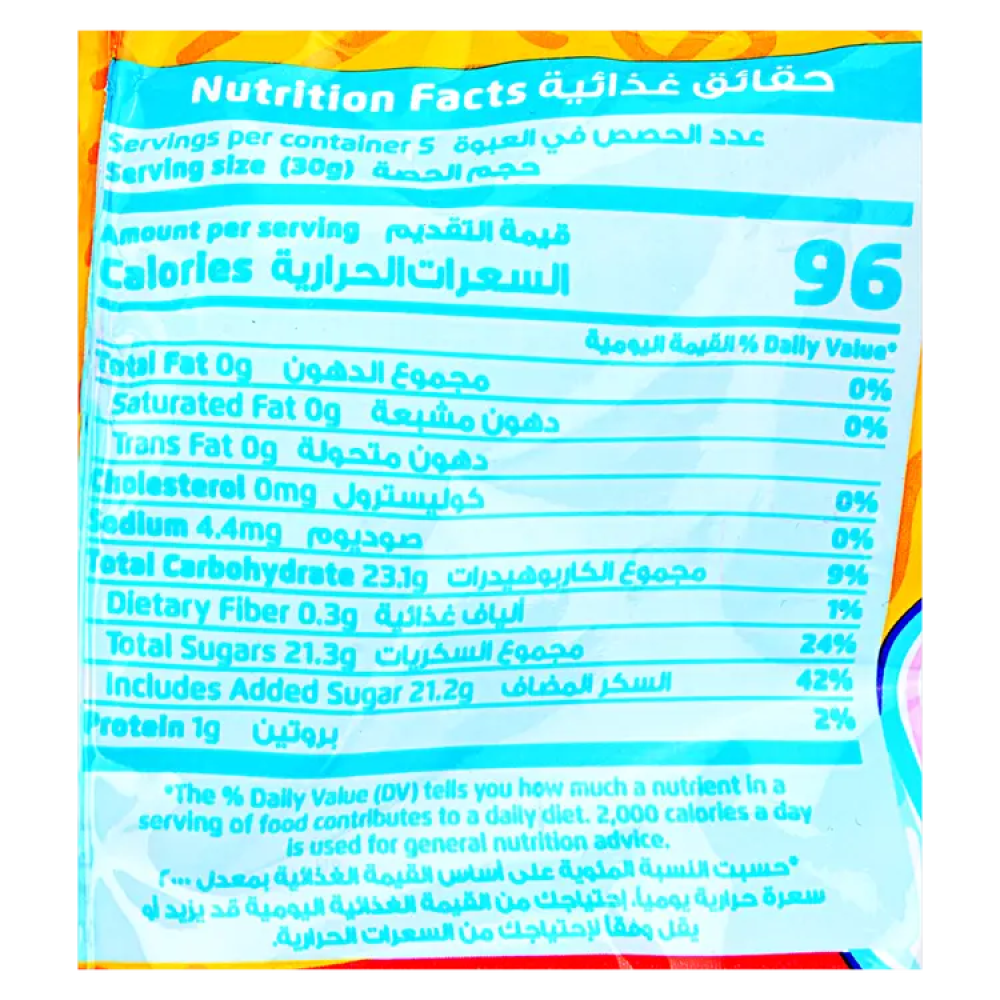 Nutrition Facts حقائق غذائية
Servings per container 5 عدد الحصص في العبوة
Serving size (30g) حجم الحصة
Amount per serving قيمة التقديم
Calories السعرات الحرارية 96
القيمة اليومية % Daily Value*
Total Fat 0g مجموع الدهون 0%
Saturated Fat 0g دهون مشبعة 0%
Trans Fat 0g دهون متحولة
Cholesterol 0mg كوليسترول 0%
Sodium 4.4mg صوديوم 0%
Total Carbohydrate 23.1g مجموع الكاربوهيدرات 9%
Dietary Fiber 0.3g ألياف غذائية 1%
Total Sugars 21.3g مجموع السكريات 24%
Includes Added Sugar 21.2g السكر المضاف 42%
Protein 1g بروتين 2%
*The % Daily Value (DV) tells you how much a nutrient in a
serving of food contributes to a daily diet. 2,000 calories a day
is used for general nutrition advice.
*حسبت النسبة المئوية على أساس القيمة الغذائية بمعدل ٢٠٠٠
سعرة حرارية يومياً. إحتياجك من القيمة الغذائية اليومية قد يزيد أو
يقل وفقاً لإحتياجك من السعرات الحرارية.